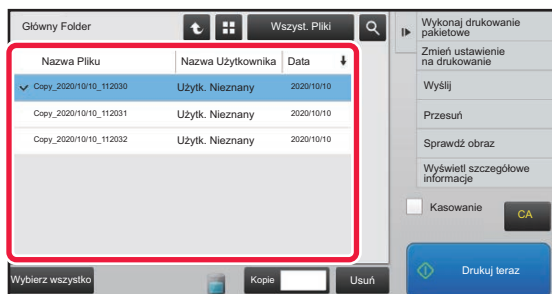 Główny Folder
Wszyst. Pliki
Nazwa Pliku Nazwa Użytkownika Data
Copy_2020/10/10_112030 Użytk. Nieznany 2020/10/10
Copy_2020/10/10_112031 Użytk. Nieznany 2020/10/10
Copy_2020/10/10_112032 Użytk. Nieznany 2020/10/10
Wybierz wszystko
Kopie
Usuń
Wykonaj drukowanie
pakietowe
Zmień ustawienie
na drukowanie
Wyślij
Przesuń
Sprawdź obraz
Wyświetl szczegółowe
informacje
Kasowanie
CA
Drukuj teraz